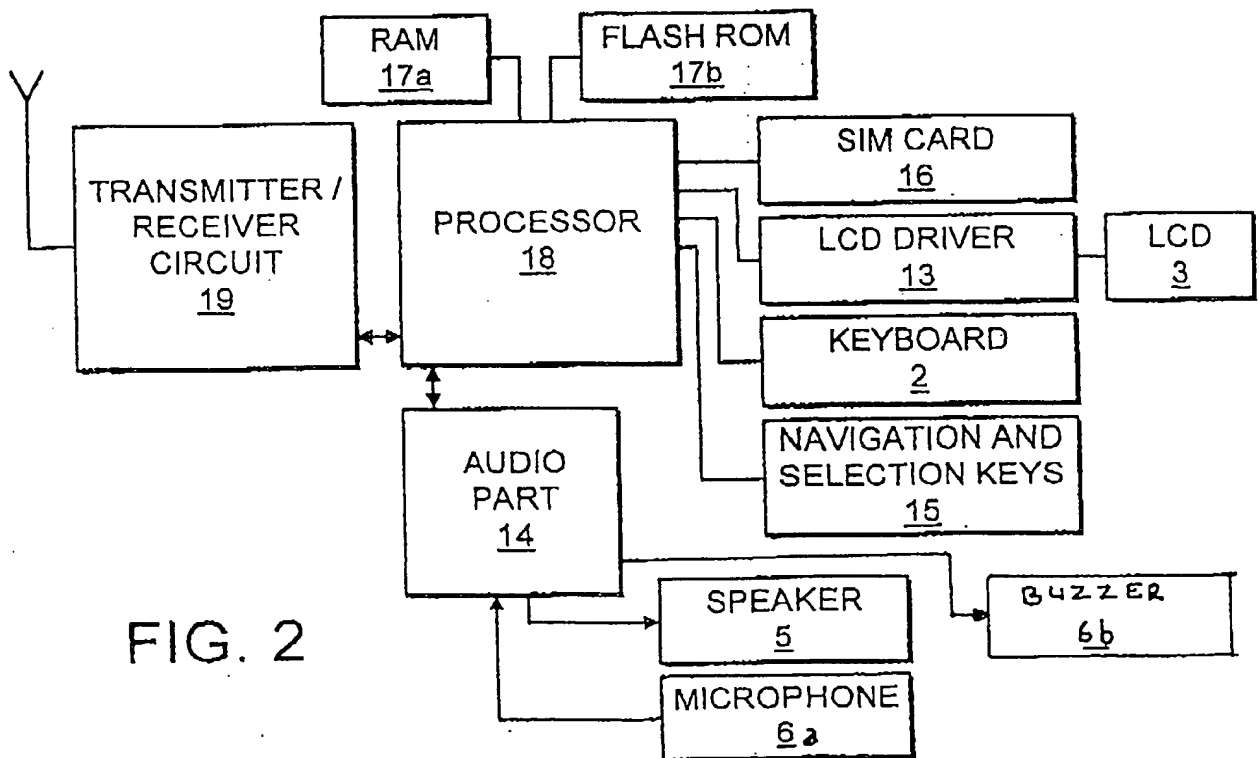 RAM
17a
FLASH ROM
17b
TRANSMITTER /
RECEIVER
CIRCUIT
19
PROCESSOR
18
SIM CARD
16
LCD DRIVER
13
LCD
3
KEYBOARD
2
NAVIGATION AND
SELECTION KEYS
15
AUDIO
PART
14
SPEAKER
5
BUZZER
6b
MICROPHONE
6a
FIG. 2